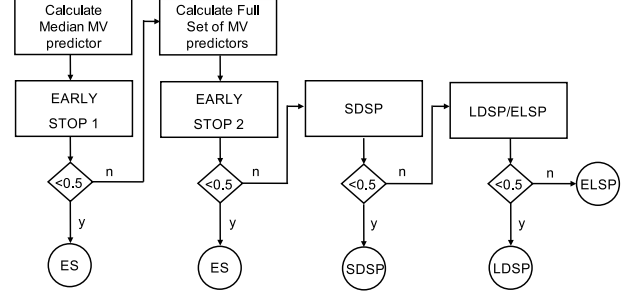 Calculate
Median MV
predictor
Calculate Full
Set of MV
predictors
EARLY
STOP 1
EARLY
STOP 2
SDSP
LDSP/ELSP
<0.5
n
<0.5
n
<0.5
n
<0.5
n
ELSP
y
y
y
y
ES
ES
SDSP
LDSP